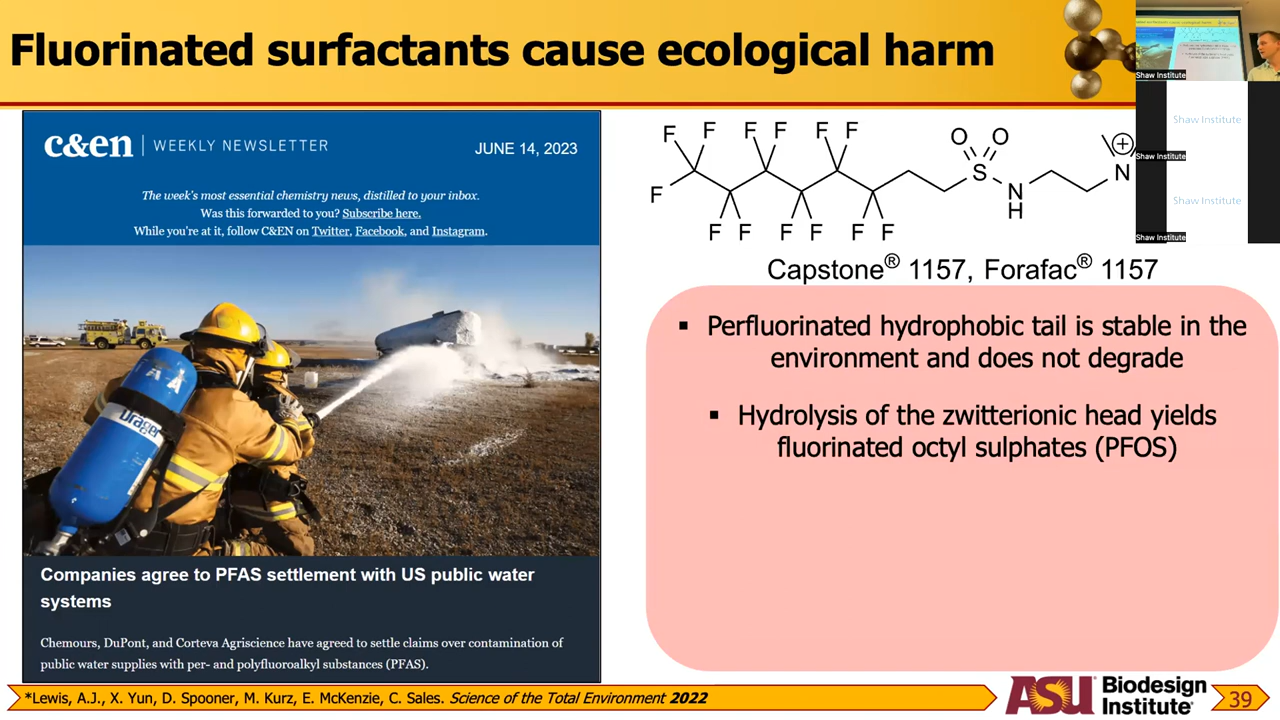 Fluorinated surfactants cause ecological harm
c&en | WEEKLY NEWSLETTER
JUNE 14, 2023
The week's most essential chemistry news, distilled to your inbox.
Was this forwarded to you? Subscribe here.
While you're at it, follow C&EN on Twitter, Facebook, and Instagram.
Dräger
Companies agree to PFAS settlement with US public water
systems
Chemours, DuPont, and Corteva Agriscience have agreed to settle claims over contamination of
public water supplies with per- and polyfluoroalkyl substances (PFAS).
F F F F F F
O O
S
N
F
N
H
F F F F F F
Capstone® 1157, Forafac® 1157
▪ Perfluorinated hydrophobic tail is stable in the
environment and does not degrade
▪ Hydrolysis of the zwitterionic head yields
fluorinated octyl sulphates (PFOS)
Shaw Institute
Shaw Institute
Shaw Institute
Shaw Institute
Shaw Institute
*Lewis, A.J., X. Yun, D. Spooner, M. Kurz, E. McKenzie, C. Sales. Science of the Total Environment 2022
ASU Biodesign
Institute
39